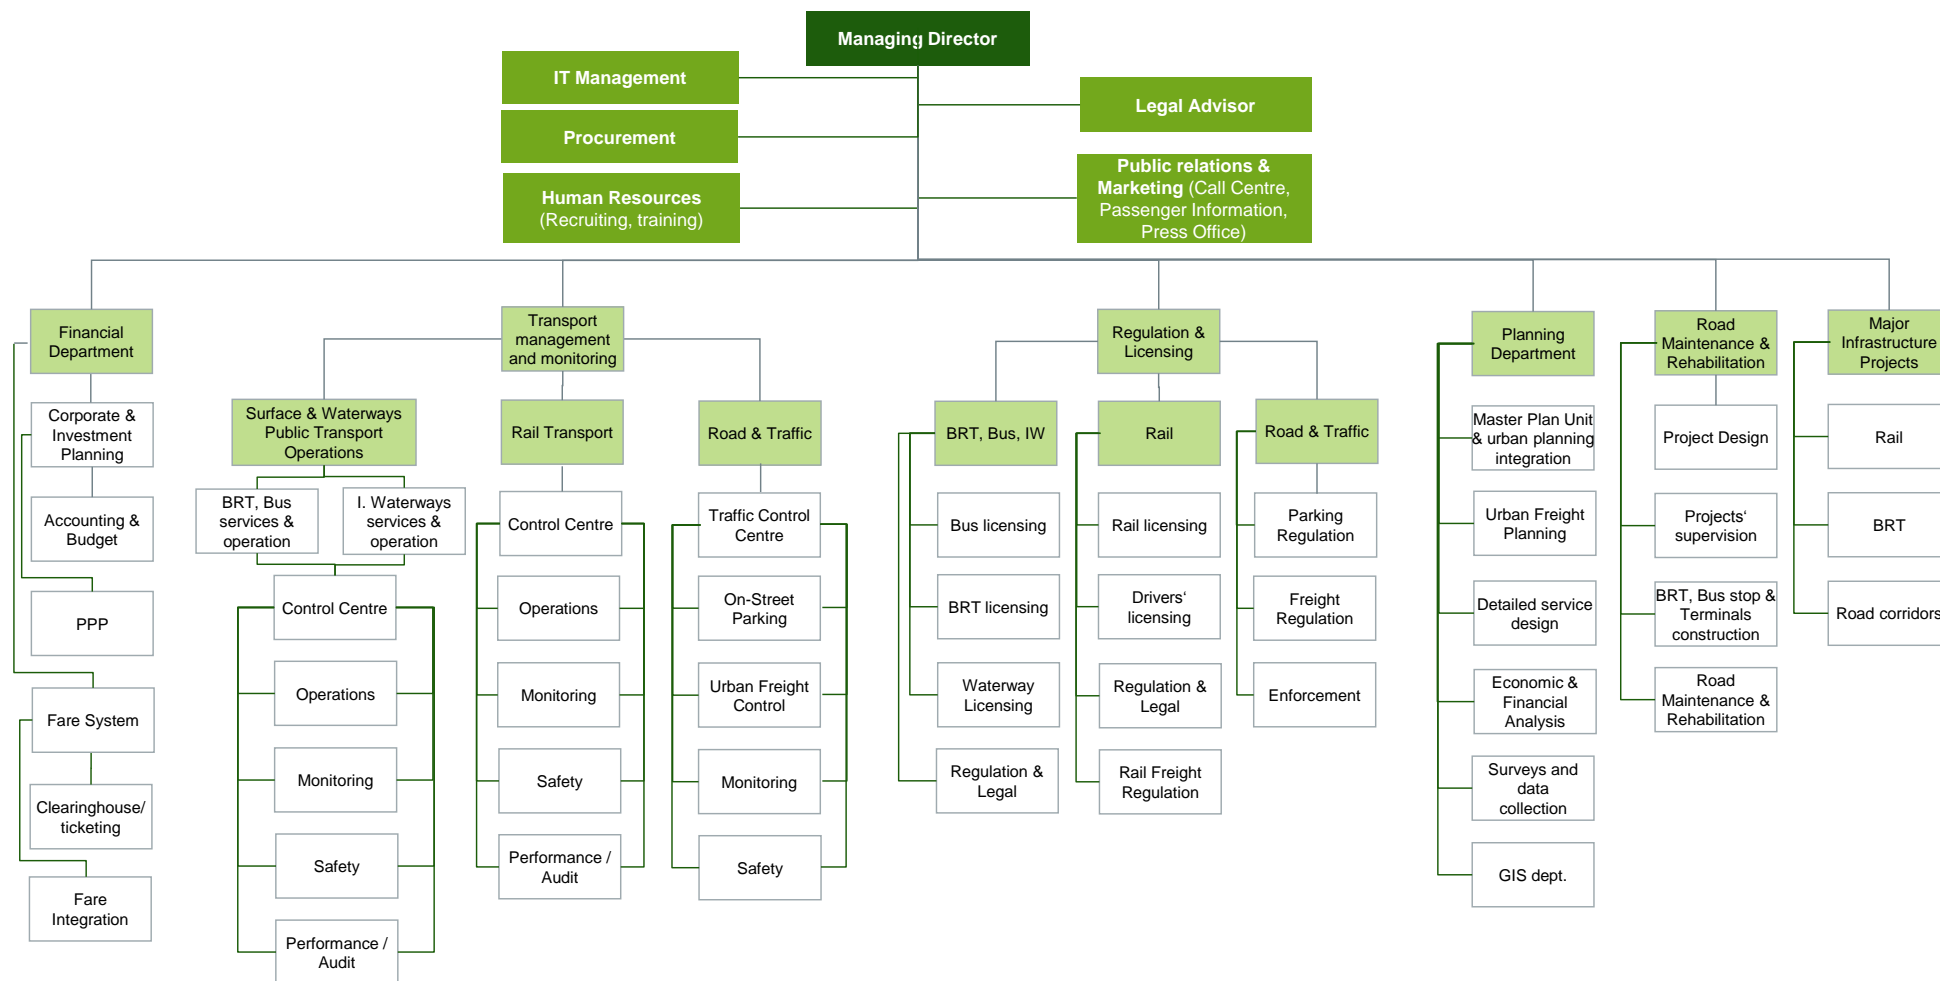 Managing Director
IT Management
Legal Advisor
Procurement
Public relations &
Marketing (Call Centre,
Passenger Information,
Press Office)
Human Resources
(Recruiting, training)
Financial
Department
Transport
management
and monitoring
Regulation &
Licensing
Planning
Department
Road
Maintenance &
Rehabilitation
Major
Infrastructure
Projects
Corporate &
Investment
Planning
Accounting &
Budget
PPP
Fare System
Clearinghouse/
ticketing
Fare
Integration
Surface & Waterways
Public Transport
Operations
BRT, Bus
services &
operation
I. Waterways
services &
operation
Control Centre
Operations
Monitoring
Safety
Performance /
Audit
Rail Transport
Control Centre
Operations
Monitoring
Safety
Performance /
Audit
Road & Traffic
Traffic Control
Centre
On-Street
Parking
Urban Freight
Control
Monitoring
Safety
BRT, Bus, IW
Bus licensing
BRT licensing
Waterway
Licensing
Regulation &
Legal
Rail
Rail licensing
Drivers‘
licensing
Regulation &
Legal
Rail Freight
Regulation
Road & Traffic
Parking
Regulation
Freight
Regulation
Enforcement
Master Plan Unit
& urban planning
integration
Urban Freight
Planning
Detailed service
design
Economic &
Financial
Analysis
Surveys and
data
collection
GIS dept.
Project Design
Projects‘
supervision
BRT, Bus stop &
Terminals
construction
Road
Maintenance &
Rehabilitation
Rail
BRT
Road corridors